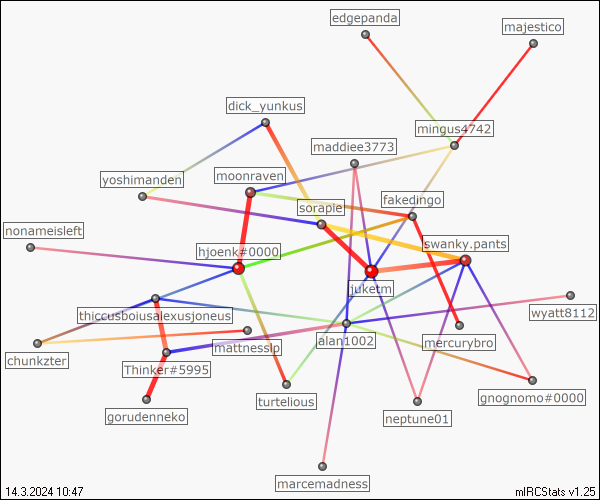 edgepanda
majestico
dick_yunkus
mingus4742
maddiee3773
yoshimanden
moonraven
fakedingo
sorapie
nonameisleft
hjoenk#0000
swanky.pants
juketm
thiccusboiusalexusjoneus
wyatt8112
alan1002
mercurybro
mattnessip
chunkzter
Thinker#5995
turtelious
gnognomo#0000
gorudenneko
neptune01
marcemadness
14.3.2024 10:47
mIRCStats v1.25